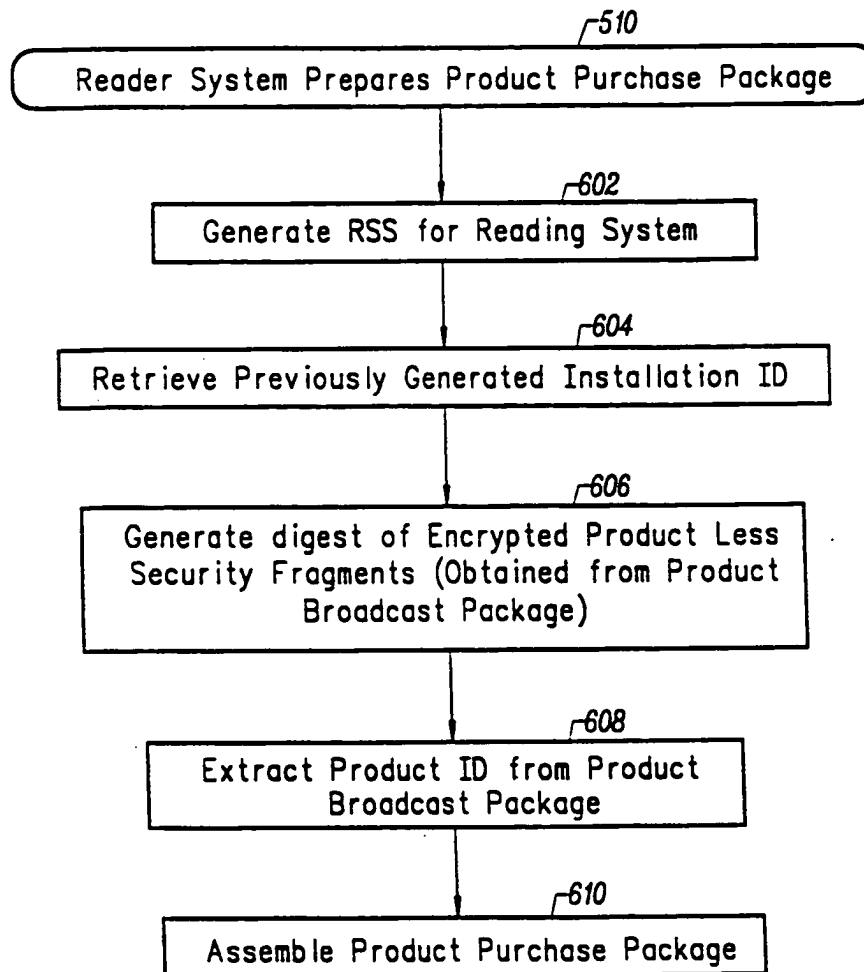 510
Reader System Prepares Product Purchase Package
602
Generate RSS for Reading System
604
Retrieve Previously Generated Installation ID
606
Generate digest of Encrypted Product Less
Security Fragments (Obtained from Product
Broadcast Package)
608
Extract Product ID from Product
Broadcast Package
610
Assemble Product Purchase Package